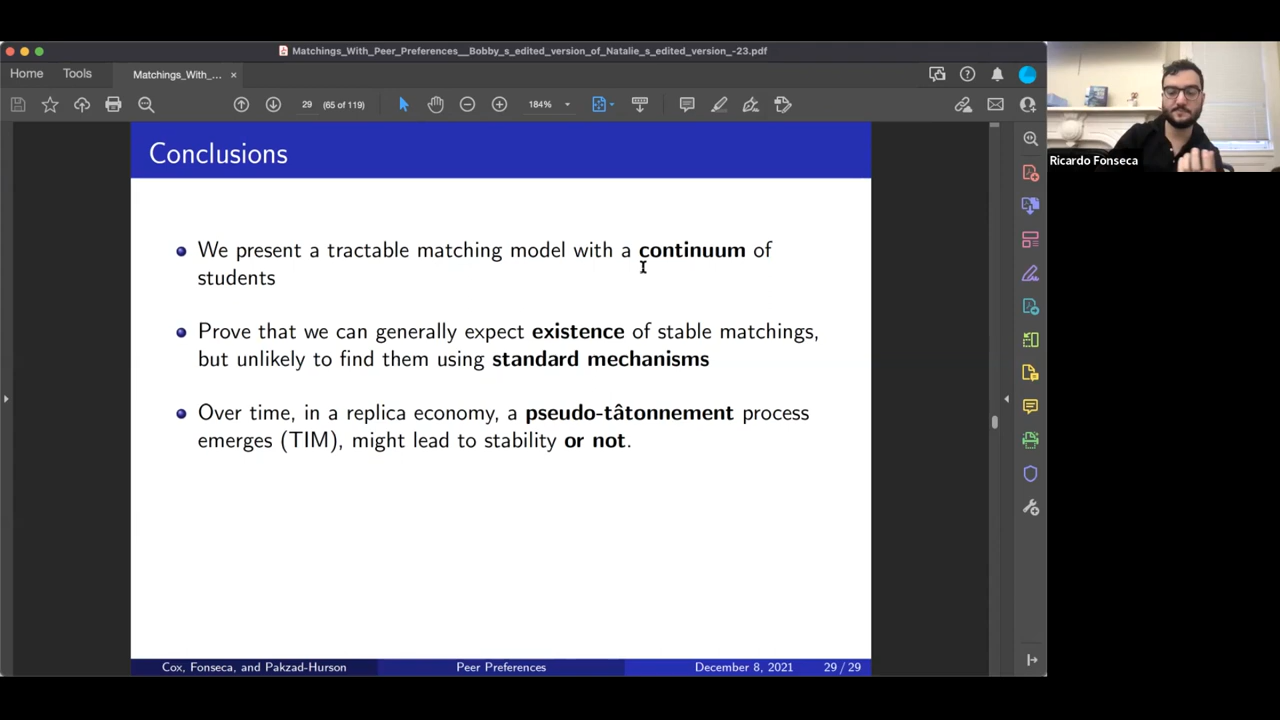 Matchings_With_Peer_Preferences__Bobby_s_edited_version_of_Natalie_s_edited_version_-23.pdf
Home Tools Matchings_With_... ×
29 (65 of 119) 184%
Conclusions
We present a tractable matching model with a continuum of
students
Prove that we can generally expect existence of stable matchings,
but unlikely to find them using standard mechanisms
Over time, in a replica economy, a pseudo-tâtonnement process
emerges (TIM), might lead to stability or not.
Cox, Fonseca, and Pakzad-Hurson Peer Preferences December 8, 2021 29 / 29
Ricardo Fonseca